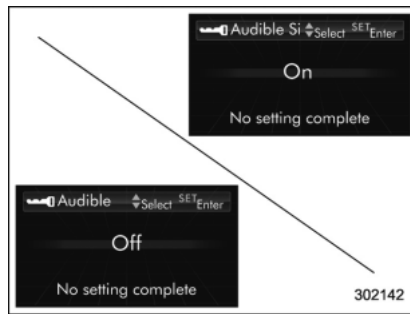 Audible Si Select SET Enter
On
No setting complete
Audible Select SET Enter
Off
No setting complete
302142